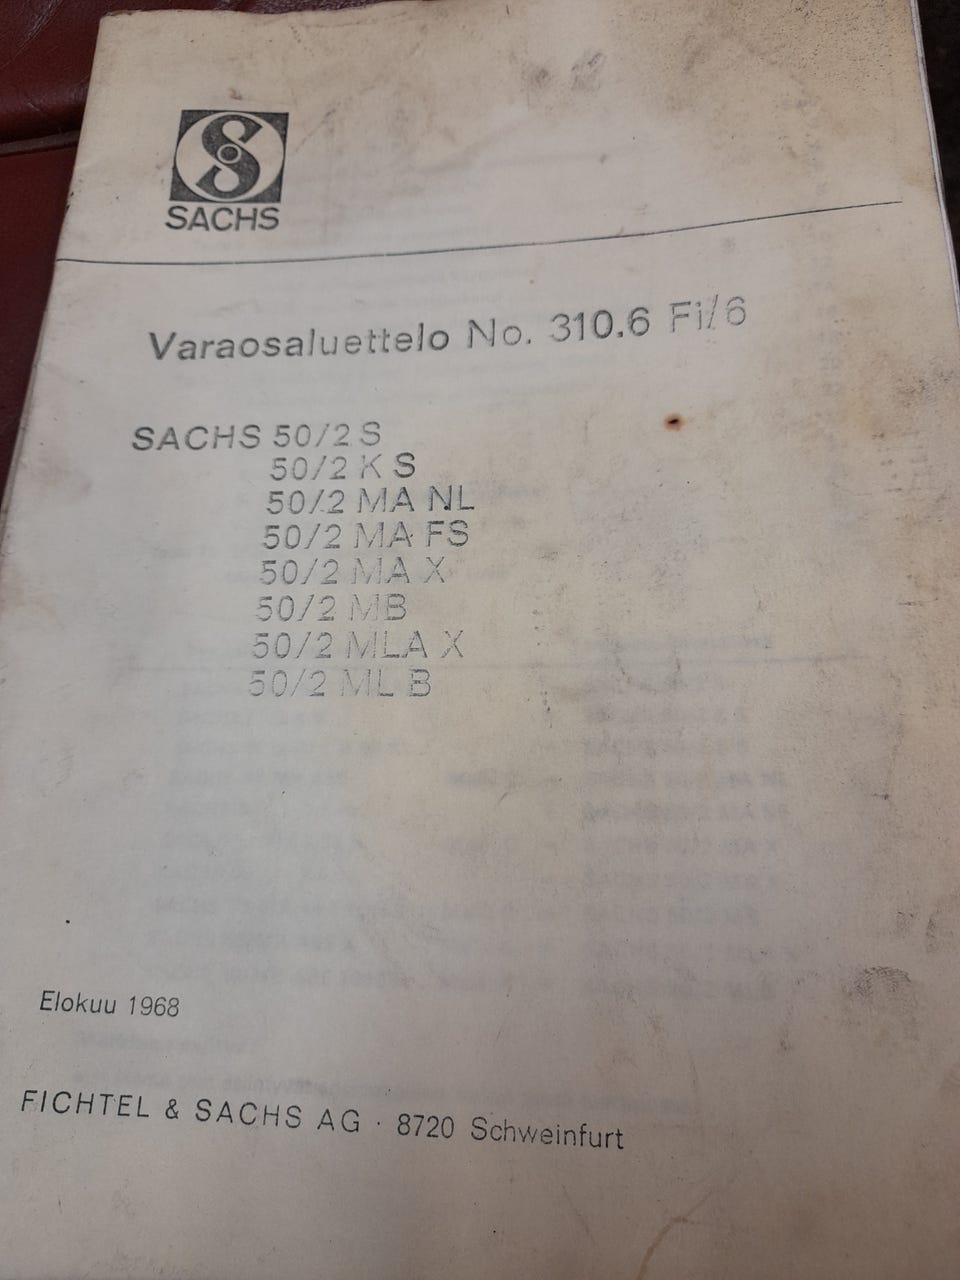 SACHS
Varaosaluettelo No. 310.6 Fi/6
SACHS 50/2 S
50/2 K S
50/2 MA NL
50/2 MA FS
50/2 MA X
50/2 MB
50/2 MLA X
50/2 ML B
Elokuu 1968
FICHTEL & SACHS AG · 8720 Schweinfurt